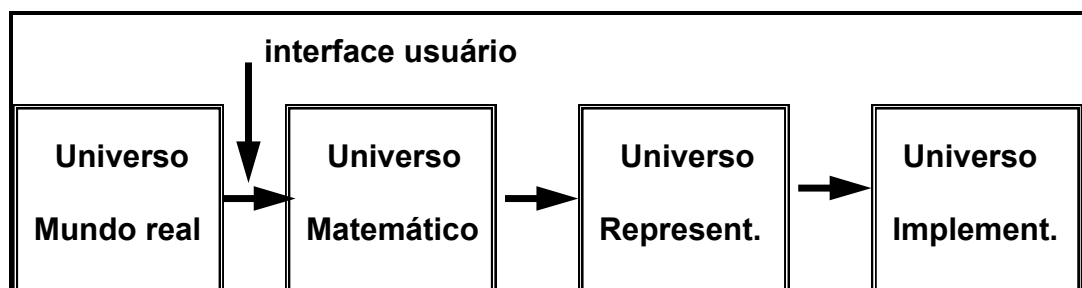 interface usuário
Universo
Mundo real
Universo
Matemático
Universo
Represent.
Universo
Implement.